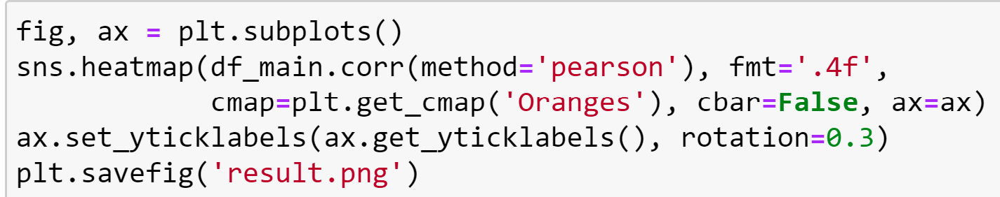 fig, ax = plt.subplots()
sns.heatmap(df_main.corr(method='pearson'), fmt='.4f',
            cmap=plt.get_cmap('Oranges'), cbar=False, ax=ax)
ax.set_yticklabels(ax.get_yticklabels(), rotation=0.3)
plt.savefig('result.png')